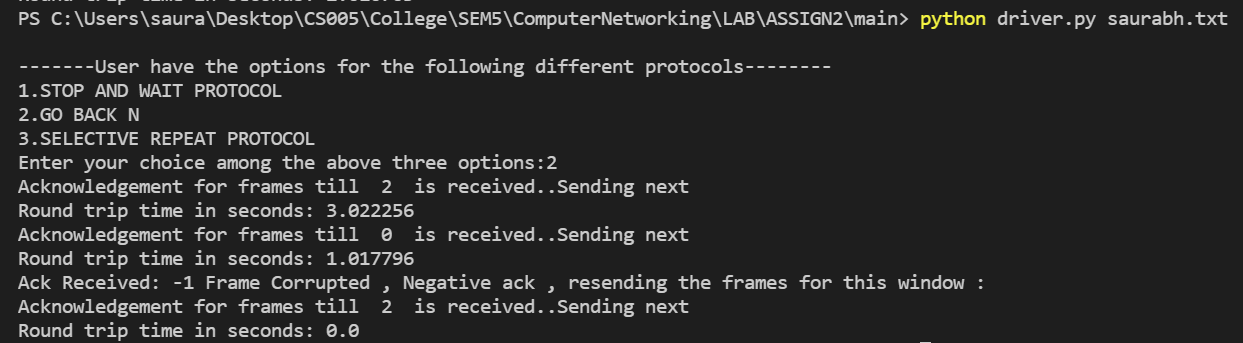 PS C:\Users\saura\Desktop\CS005\College\SEM5\ComputerNetworking\LAB\ASSIGN2\main> python driver.py saurabh.txt
-------User have the options for the following different protocols--------
1.STOP AND WAIT PROTOCOL
2.GO BACK N
3.SELECTIVE REPEAT PROTOCOL
Enter your choice among the above three options:2
Acknowledgement for frames till  2  is received..Sending next
Round trip time in seconds: 3.022256
Acknowledgement for frames till  0  is received..Sending next
Round trip time in seconds: 1.017796
Ack Received: -1 Frame Corrupted , Negative ack , resending the frames for this window :
Acknowledgement for frames till  2  is received..Sending next
Round trip time in seconds: 0.0